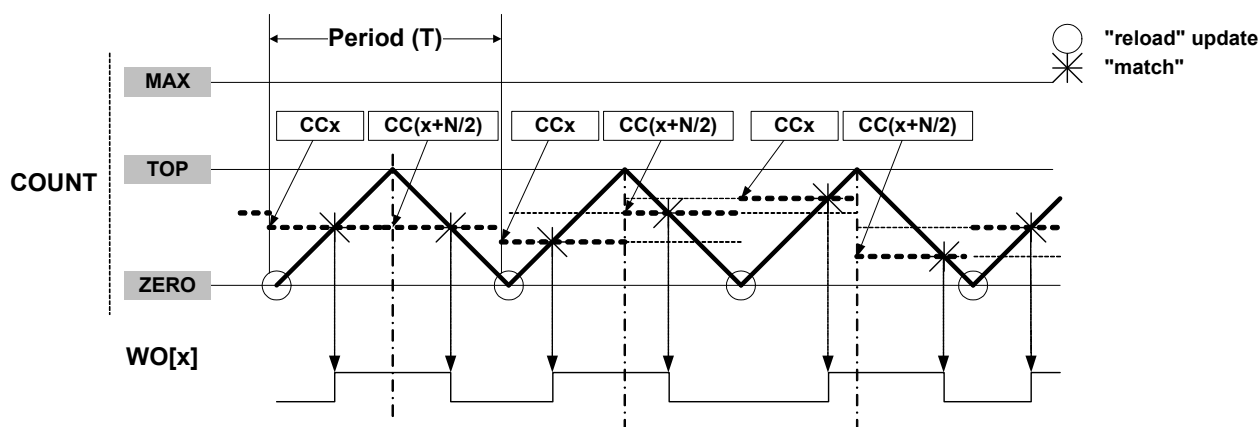 Period (T)
"reload" update
"match"
MAX
CCx
CC(x+N/2)
CCx
CC(x+N/2)
CCx
CC(x+N/2)
TOP
COUNT
ZERO
WO[x]